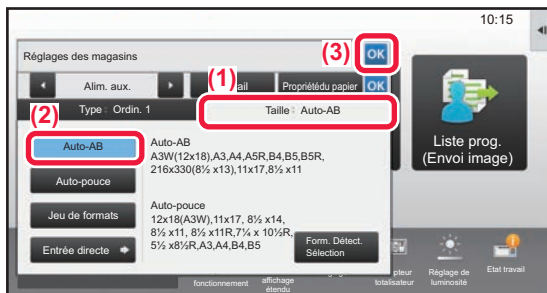 10:15
(3)
Réglages des magasins
OK
(1)
Alim. aux.
ail
Propriétédu papier
OK
(2)
Type : Ordin. 1
Taille : Auto-AB
Auto-AB
Auto-AB
A3W(12x18),A3,A4,A5R,B4,B5,B5R,
216x330(8½ x13),11x17,8½ x11
Auto-pouce
Auto-pouce
12x18(A3W),11x17, 8½ x14,
8½ x11, 8½ x11R,7¼ x 10½R,
5½ x8½R,A3,A4,B4,B5
Jeu de formats
Entrée directe
Form. Détect.
Sélection
Liste prog.
(Envoi image)
fonctionnement
affichage
étendu
pteur
totalisateur
Réglage de
luminosité
Etat travail